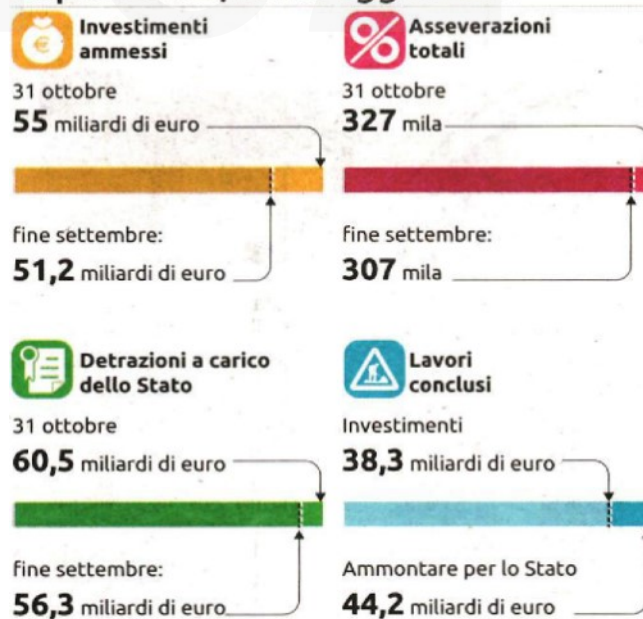 Investimenti
ammessi
31 ottobre
55 miliardi di euro
fine settembre:
51,2 miliardi di euro
Asseverazioni
totali
31 ottobre
327 mila
fine settembre:
307 mila
Detrazioni a carico
dello Stato
31 ottobre
60,5 miliardi di euro
fine settembre:
56,3 miliardi di euro
Lavori
conclusi
Investimenti
38,3 miliardi di euro
Ammontare per lo Stato
44,2 miliardi di euro